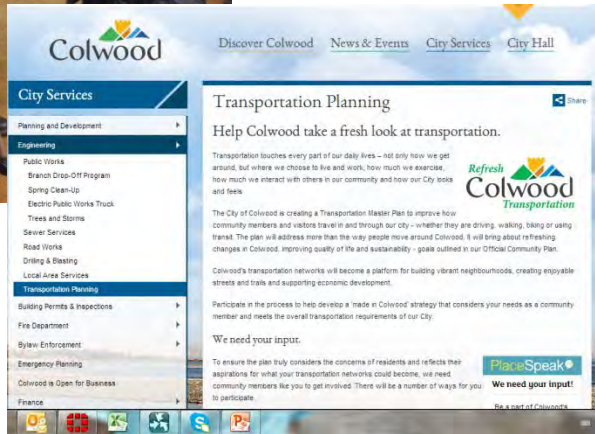 Colwood
Discover Colwood News & Events City Services City Hall
City Services
Planning and Development
Engineering
Public Works
Branch Drop-Off Program
Spring Clean-Up
Electric Public Works Truck
Trees and Storms
Sewer Services
Road Works
Drilling & Blasting
Local Area Services
Transportation Planning
Building Permits & Inspections
Fire Department
Bylaw Enforcement
Emergency Planning
Colwood is Open for Business
Finance
Transportation Planning
Share
Help Colwood take a fresh look at transportation.
Transportation touches every part of our daily lives – not only how we get
around, but where we choose to live and work, how much we exercise,
how much we interact with others in our community and how our City looks
and feels.
Refresh
Colwood
Transportation
The City of Colwood is creating a Transportation Master Plan to improve how
community members and visitors travel in and through our city - whether they are driving, walking, biking or using
transit. The plan will address more than the way people move around Colwood. It will bring about refreshing
changes in Colwood, improving quality of life and sustainability - goals outlined in our Official Community Plan.
Colwood's transportation networks will become a platform for building vibrant neighbourhoods, creating enjoyable
streets and trails and supporting economic development.
Participate in the process to help develop a 'made in Colwood' strategy that considers your needs as a community
member and meets the overall transportation requirements of our City.
We need your input.
To ensure the plan truly considers the concerns of residents and reflects their
aspirations for what your transportation networks could become, we need
community members like you to get involved. There will be a number of ways for you
to participate.
PlaceSpeak
We need your input!
Be a part of Colwood's